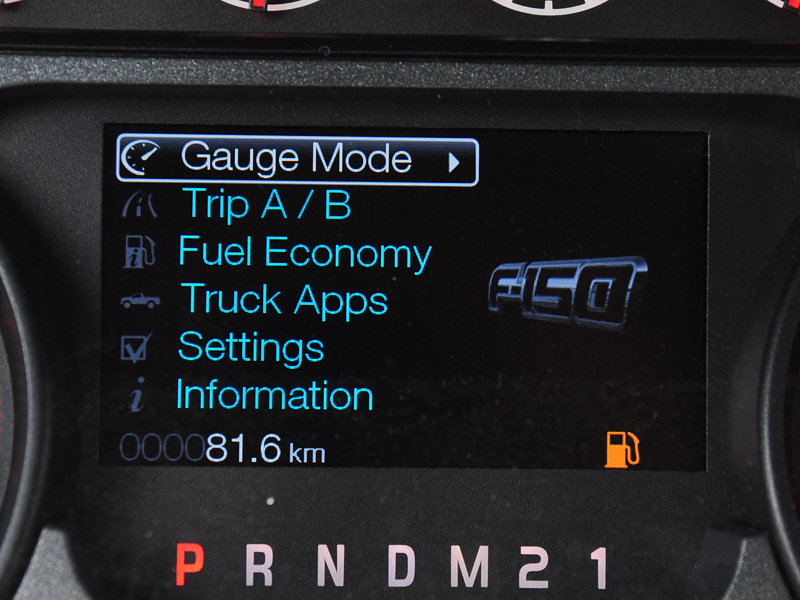 Gauge Mode
Trip A / B
Fuel Economy
Truck Apps
Settings
Information
F-150
000081.6 km
P R N D M 2 1